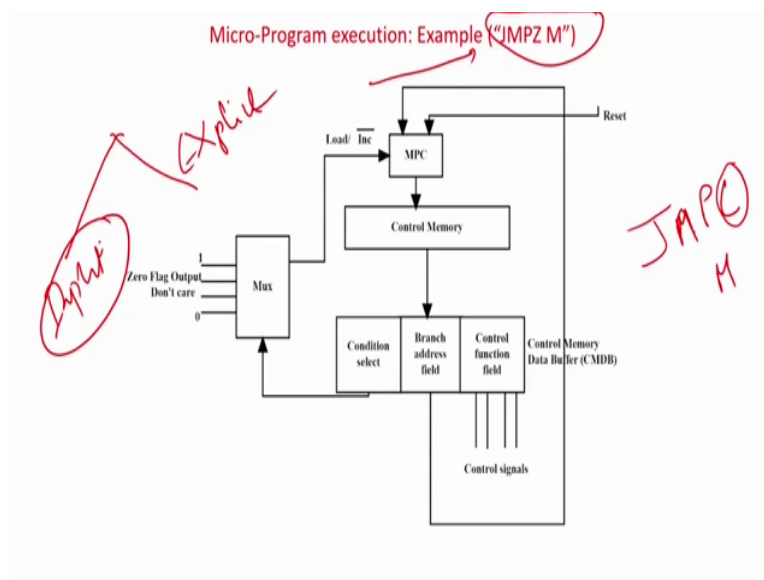 Micro-Program execution: Example ("JMPZ M")
Explicit
Reset
Load/ Inc
MPC
JMPC
M
Control Memory
1
Zero Flag Output
Don't care
0
Mux
Condition
select
Branch
address
field
Control
function
field
Control Memory
Data Buffer (CMDB)
Control signals